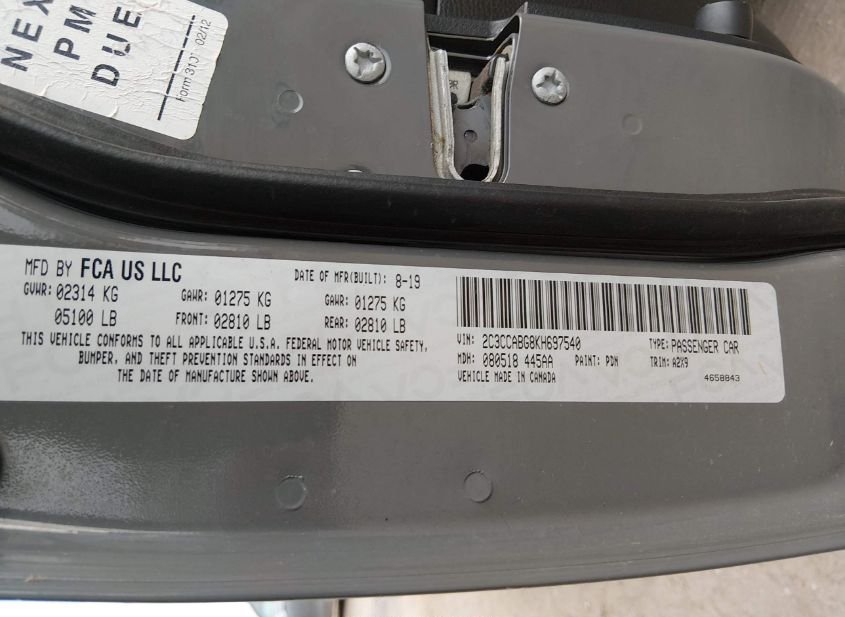 NEX
PM
DUE
02/12
MFD BY FCA US LLC
DATE OF MFR(BUILT): 8-19
GVWR: 02314 KG
GAWR: 01275 KG
GAWR: 01275 KG
05100 LB
FRONT: 02810 LB
REAR: 02810 LB
THIS VEHICLE CONFORMS TO ALL APPLICABLE U.S.A. FEDERAL MOTOR VEHICLE SAFETY,
BUMPER, AND THEFT PREVENTION STANDARDS IN EFFECT ON
THE DATE OF MANUFACTURE SHOWN ABOVE.
VIN: 2C3CCABG8KH697540
TYPE: PASSENGER CAR
MDH: 080518 445AA
PAINT: PDN
TRIM: A2X9
VEHICLE MADE IN CANADA
4658843